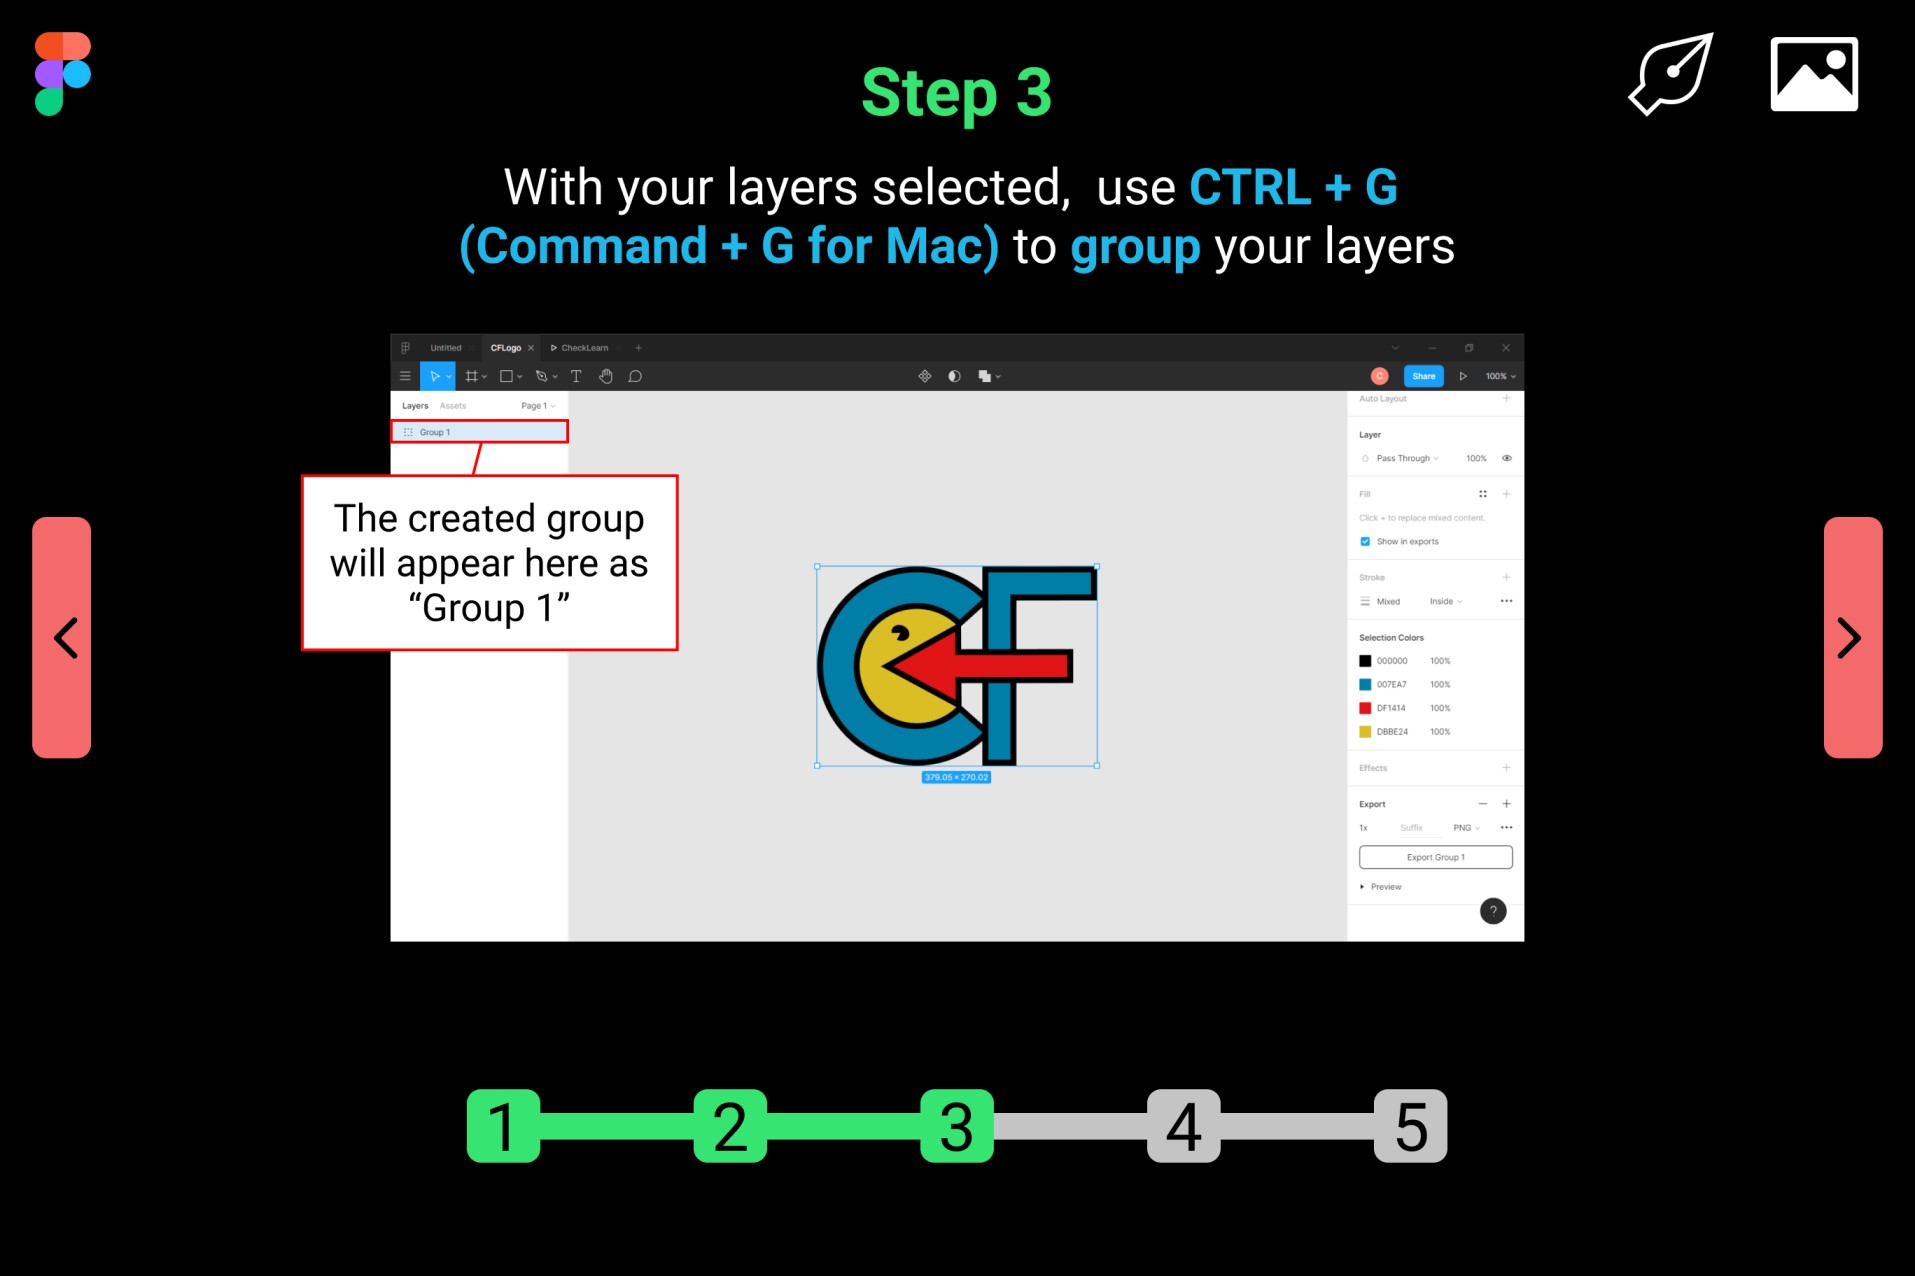 Step 3
With your layers selected,  use CTRL + G
(Command + G for Mac) to group your layers
Untitled
CFLogo
CheckLearn
C
Share
100%
Layers
Assets
Page 1
Group 1
The created group
will appear here as
“Group 1”
CF
379.05 × 270.02
Auto Layout
Layer
Pass Through
100%
Fill
Click + to replace mixed content.
Show in exports
Stroke
Mixed
Inside
Selection Colors
000000
100%
007EA7
100%
DF1414
100%
DBBE24
100%
Effects
Export
1x
Suffix
PNG
Export Group 1
Preview
?
1
2
3
4
5